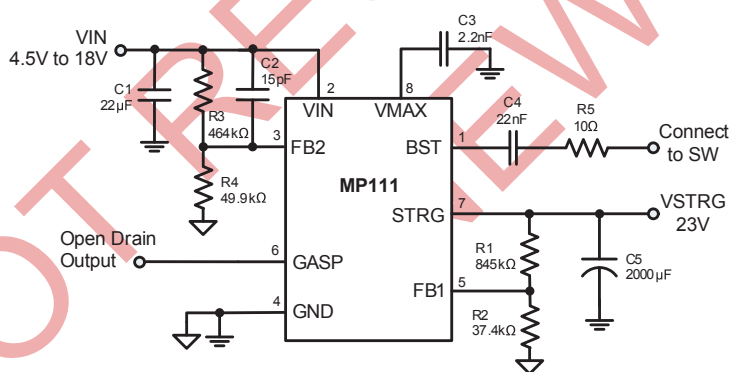 VIN
4.5V to 18V
C1
22µF
R3
464kΩ
C2
15pF
R4
49.9kΩ
Open Drain
Output
2
VIN
3
FB2
6
GASP
4
GND
MP111
8
VMAX
1
BST
7
STRG
5
FB1
C3
2.2nF
C4
22nF
R5
10Ω
Connect
to SW
VSTRG
23V
R1
845kΩ
C5
2000µF
R2
37.4kΩ